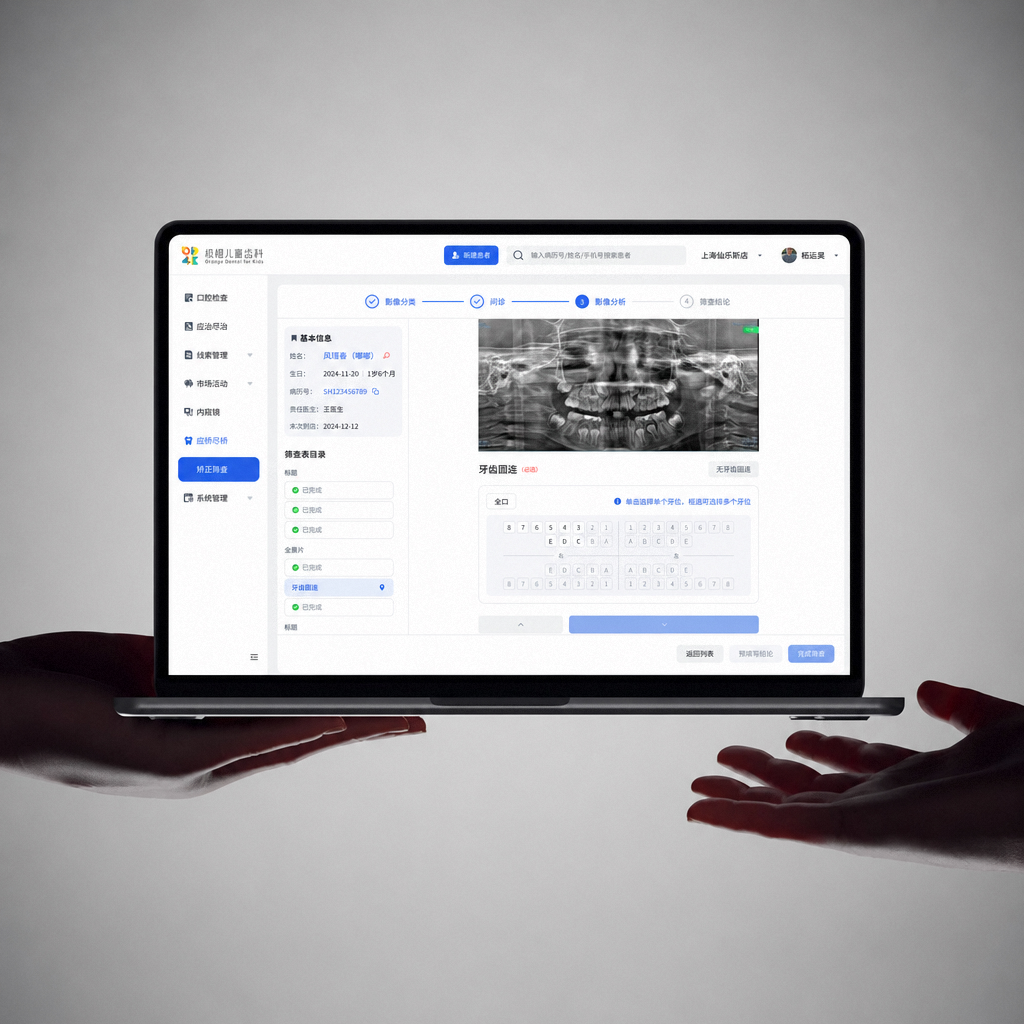 极橙儿童齿科
Orange Dental for Kids
新建患者
输入病历号/姓名/手机号搜索患者
上海仙乐斯店
口腔检查
应治尽治
线索管理
市场活动
内窥镜
应矫尽矫
矫正筛查
系统管理
影像分类
问诊
3 影像分析
4 筛查结论
基本信息
姓名:
生日: 2024-11-20 1岁6个月
病历号: SH123456789
责任医生: 王医生
末次到店: 2024-12-12
筛查表目录
标题
已完成
已完成
已完成
全景片
已完成
牙齿固连
已完成
标题
牙齿固连 (必选)
无牙齿固连
全口
单击选择单个牙位,框选可选择多个牙位
8 7 6 5 4 3 2 1 1 2 3 4 5 6 7 8
E D C B A A B C D E
右 左
E D C B A A B C D E
8 7 6 5 4 3 2 1 1 2 3 4 5 6 7 8
返回列表
预填写结论
完成筛查